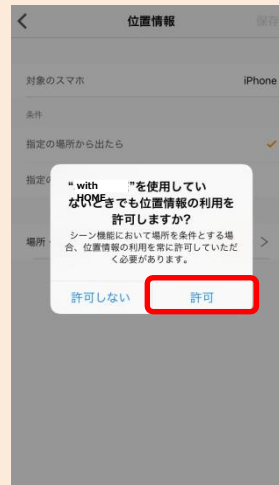 位置情報 保存
対象のスマホ iPhone
条件
指定の場所から出たら
指定の
"with HOME"を使用してい
ないときでも位置情報の利用を
許可しますか?
シーン機能において場所を条件とする場
合、位置情報の利用を常に許可していただ
く必要があります。
場所
許可しない 許可